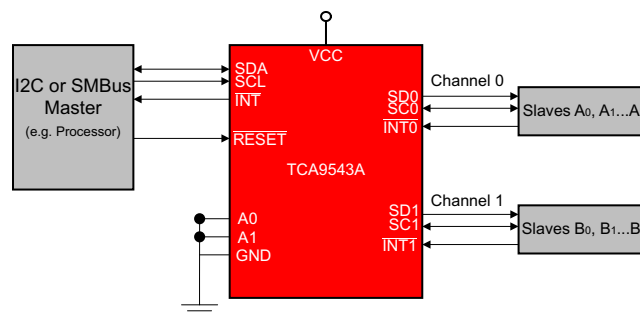 VCC
I2C or SMBus
Master
(e.g. Processor)
SDA
SCL
INT
RESET
TCA9543A
A0
A1
GND
SD0
SC0
INT0
Channel 0
Slaves A0, A1...A
SD1
SC1
INT1
Channel 1
Slaves B0, B1...B